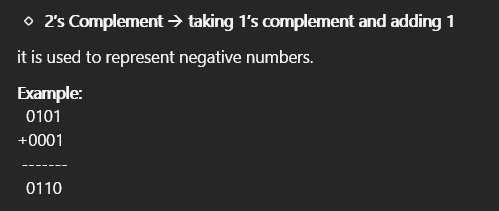 ◇ 2's Complement → taking 1's complement and adding 1
it is used to represent negative numbers.
Example:
0101
+0001
-------
0110